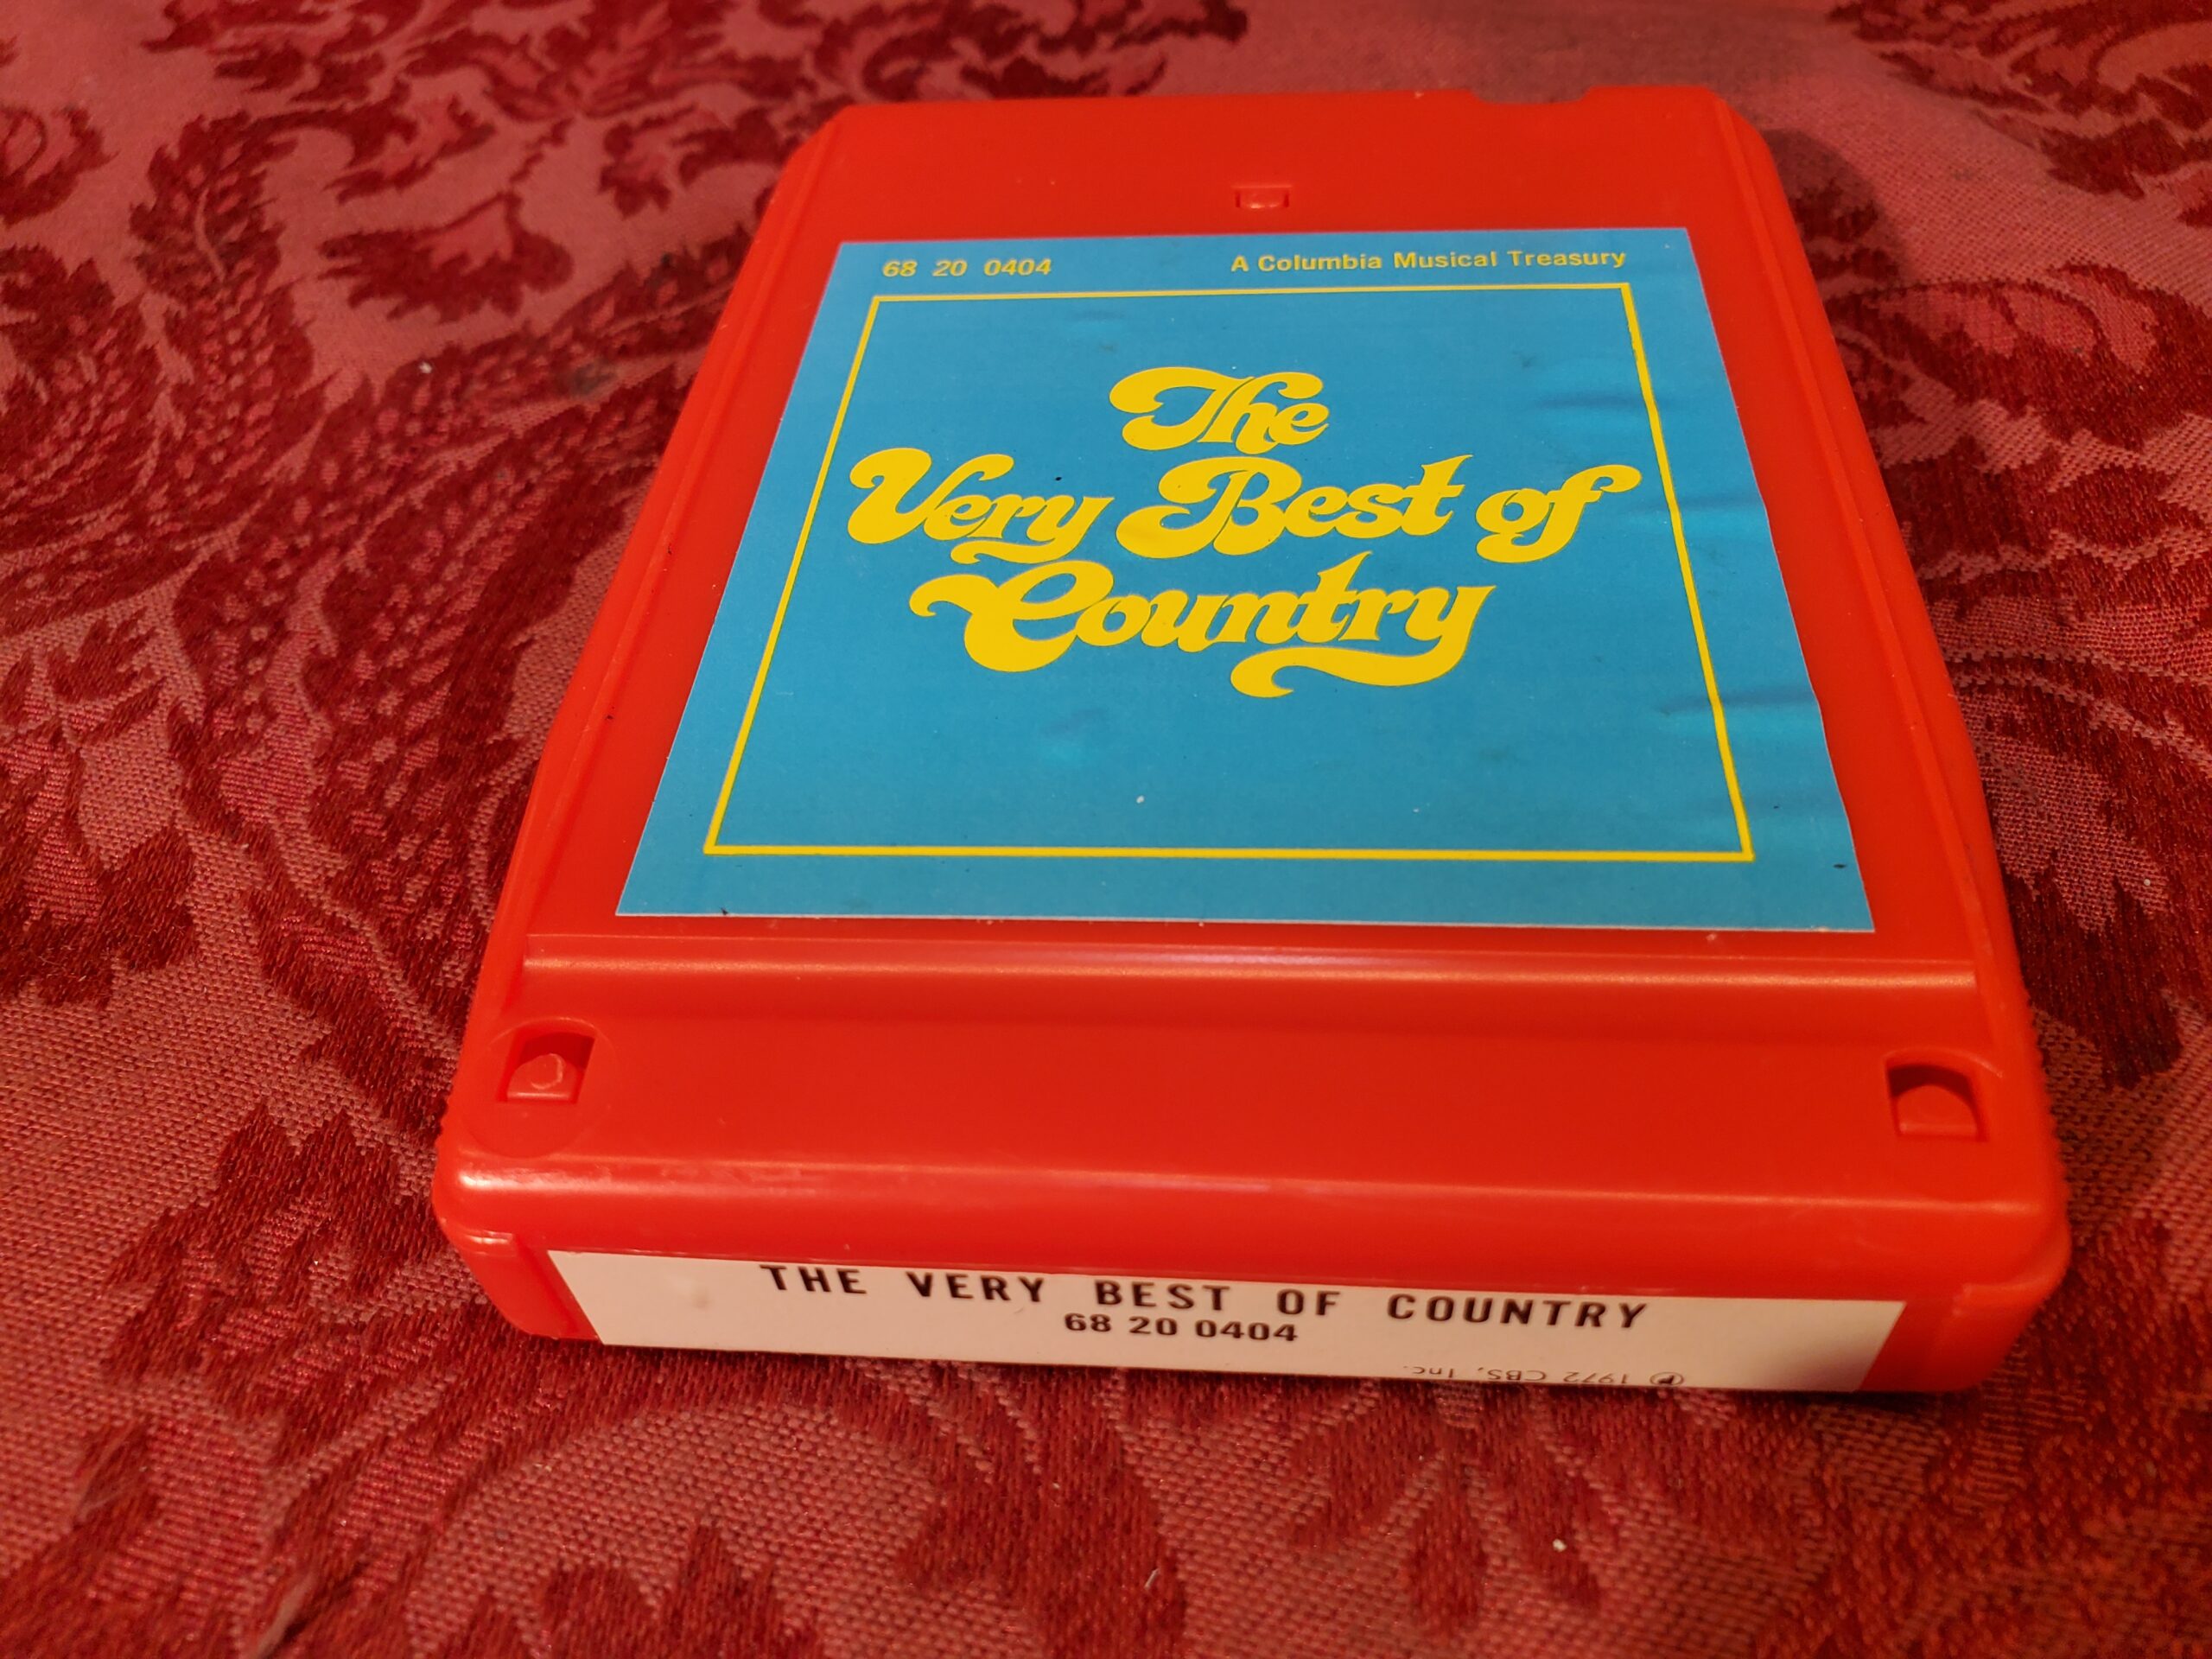 68 20 0404 A Columbia Musical Treasury
The
Very Best of
Country
THE VERY BEST OF COUNTRY
68 20 0404
Ⓟ 1972 CBS, Inc.